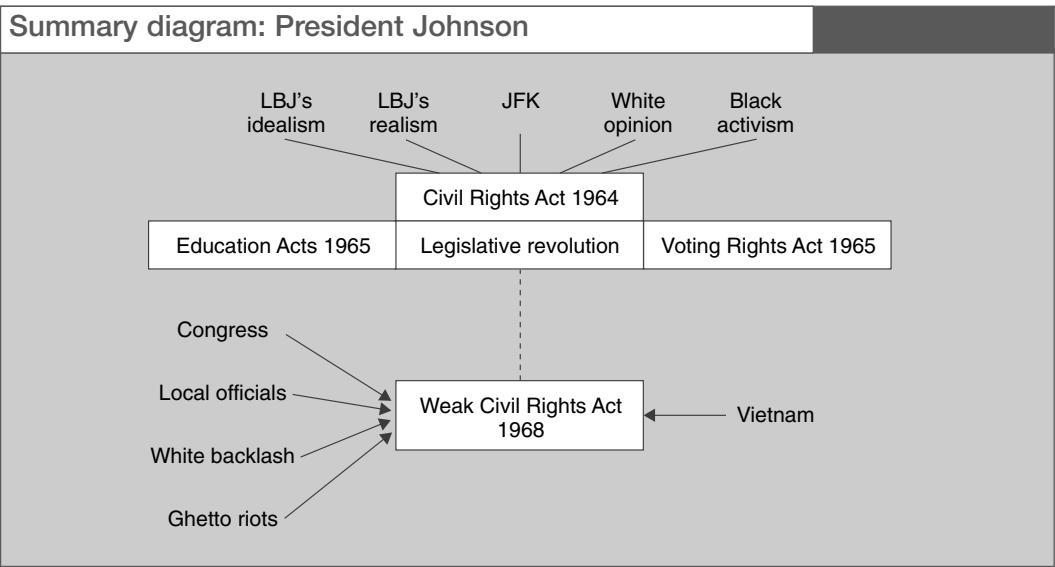 Summary diagram: President Johnson
LBJ's
idealism
LBJ's
realism
JFK
White
opinion
Black
activism
Civil Rights Act 1964
Education Acts 1965
Legislative revolution
Voting Rights Act 1965
Congress
Local officials
White backlash
Ghetto riots
Weak Civil Rights Act
1968
Vietnam